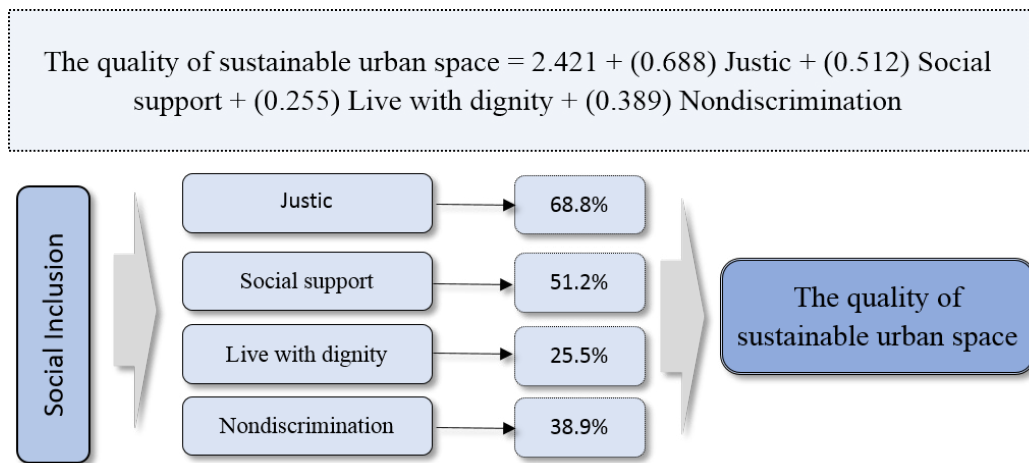 The quality of sustainable urban space = 2.421 + (0.688) Justic + (0.512) Social
support + (0.255) Live with dignity + (0.389) Nondiscrimination
Social Inclusion
Justic
68.8%
Social support
51.2%
Live with dignity
25.5%
Nondiscrimination
38.9%
The quality of
sustainable urban space